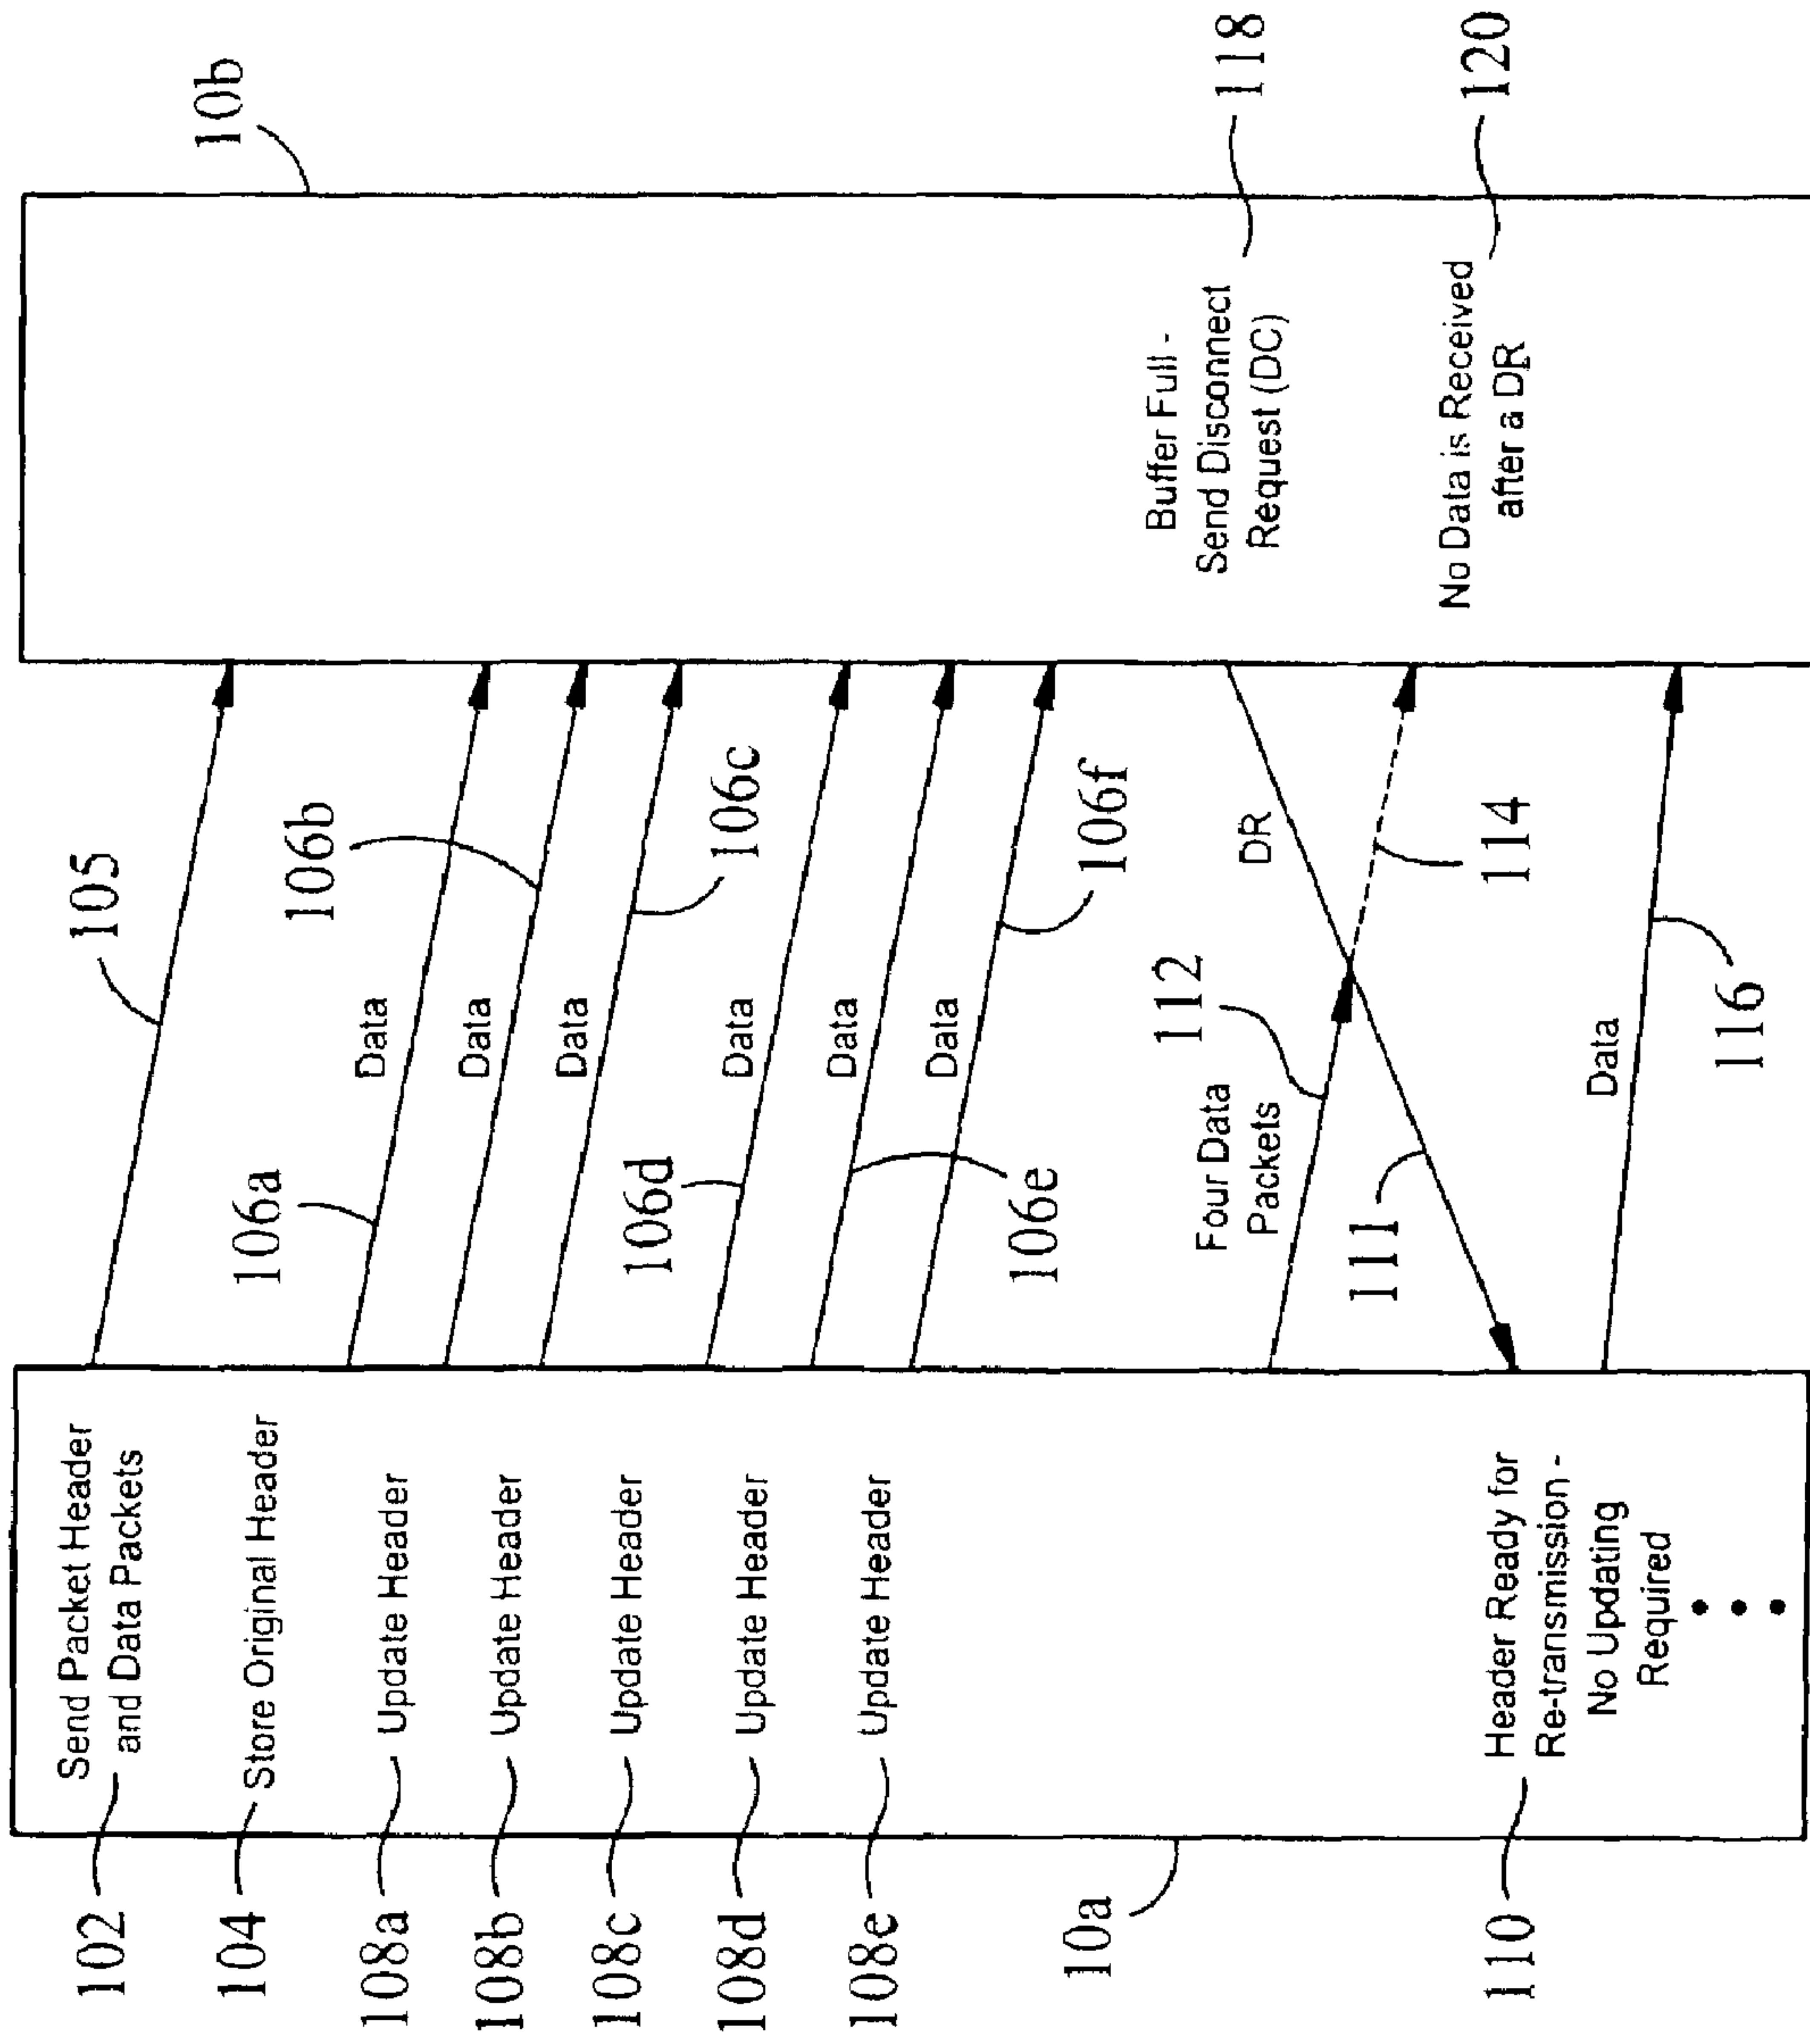 102
Send Packet Header
and Data Packets
104
Store Original Header
108a
Update Header
108b
Update Header
108c
Update Header
108d
Update Header
108e
Update Header
10a
110
Header Ready for
Re-transmission -
No Updating
Required
105
106a
Data
106b
Data
Data
106c
106d
Data
Data
106e
Data
106f
Four Data
Packets
112
DR
111
114
Data
116
10b
Buffer Full -
Send Disconnect
Request (DC)
118
No Data is Received
after a DR
120